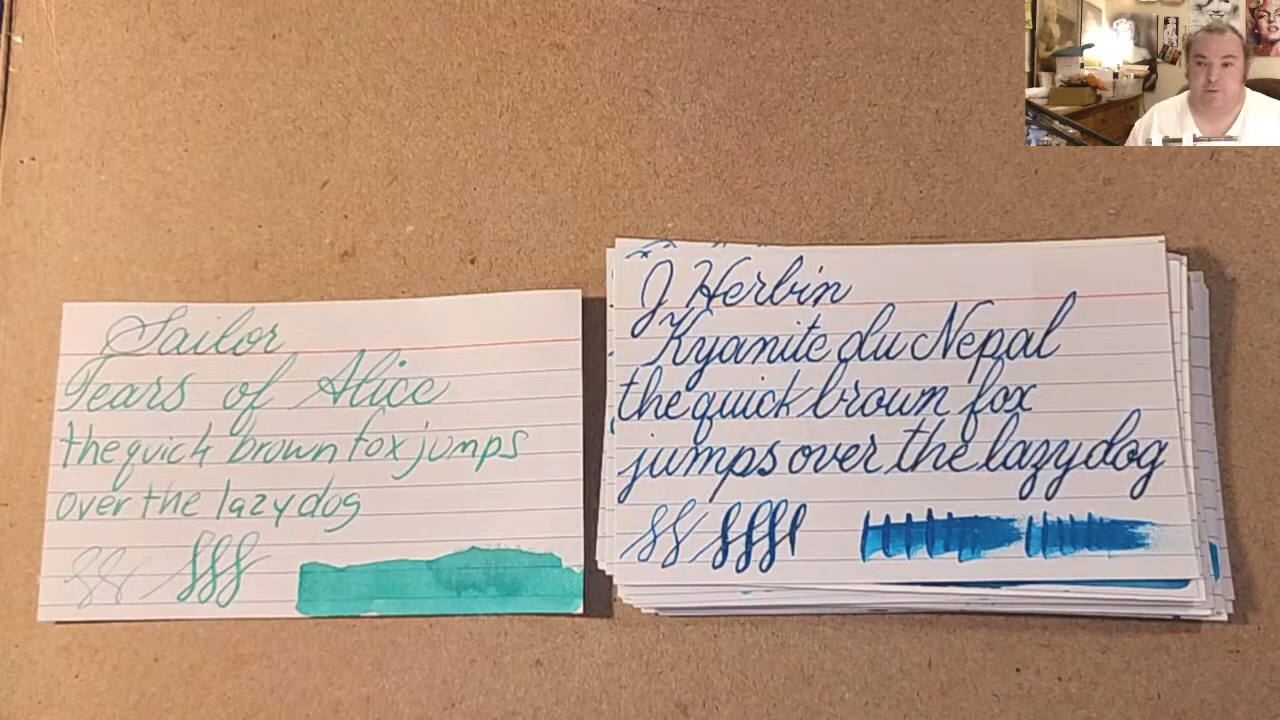 Sailor
Tears of Alice
the quick brown fox jumps
over the lazy dog
J Herbin
Kyanite du Nepal
the quick brown fox
jumps over the lazy dog